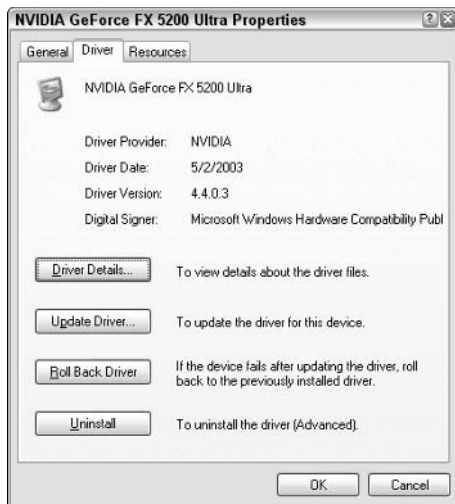 NVIDIA GeForce FX 5200 Ultra Properties
General Driver Resources
NVIDIA GeForce FX 5200 Ultra
Driver Provider: NVIDIA
Driver Date: 5/2/2003
Driver Version: 4.4.0.3
Digital Signer: Microsoft Windows Hardware Compatibility Publ
Driver Details... To view details about the driver files.
Update Driver... To update the driver for this device.
Roll Back Driver If the device fails after updating the driver, roll
back to the previously installed driver.
Uninstall To uninstall the driver (Advanced).
OK Cancel